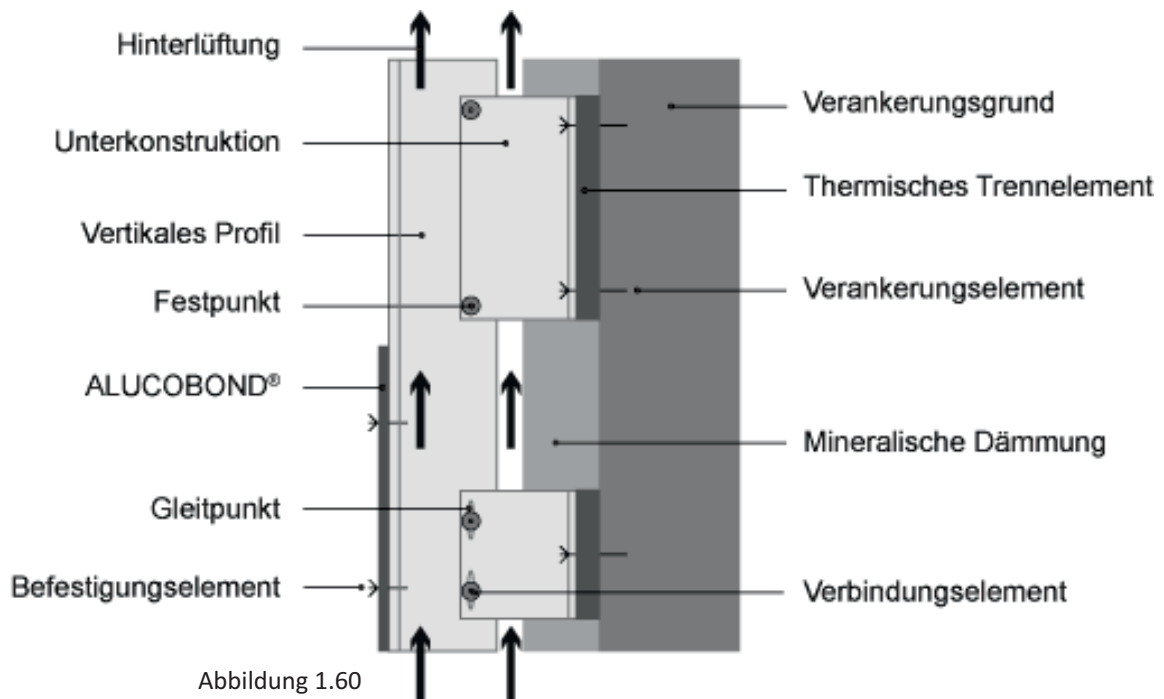 Hinterlüftung
Unterkonstruktion
Vertikales Profil
Festpunkt
ALUCOBOND®
Gleitpunkt
Befestigungselement
Verankerungsgrund
Thermisches Trennelement
Verankerungselement
Mineralische Dämmung
Verbindungselement
Abbildung 1.60